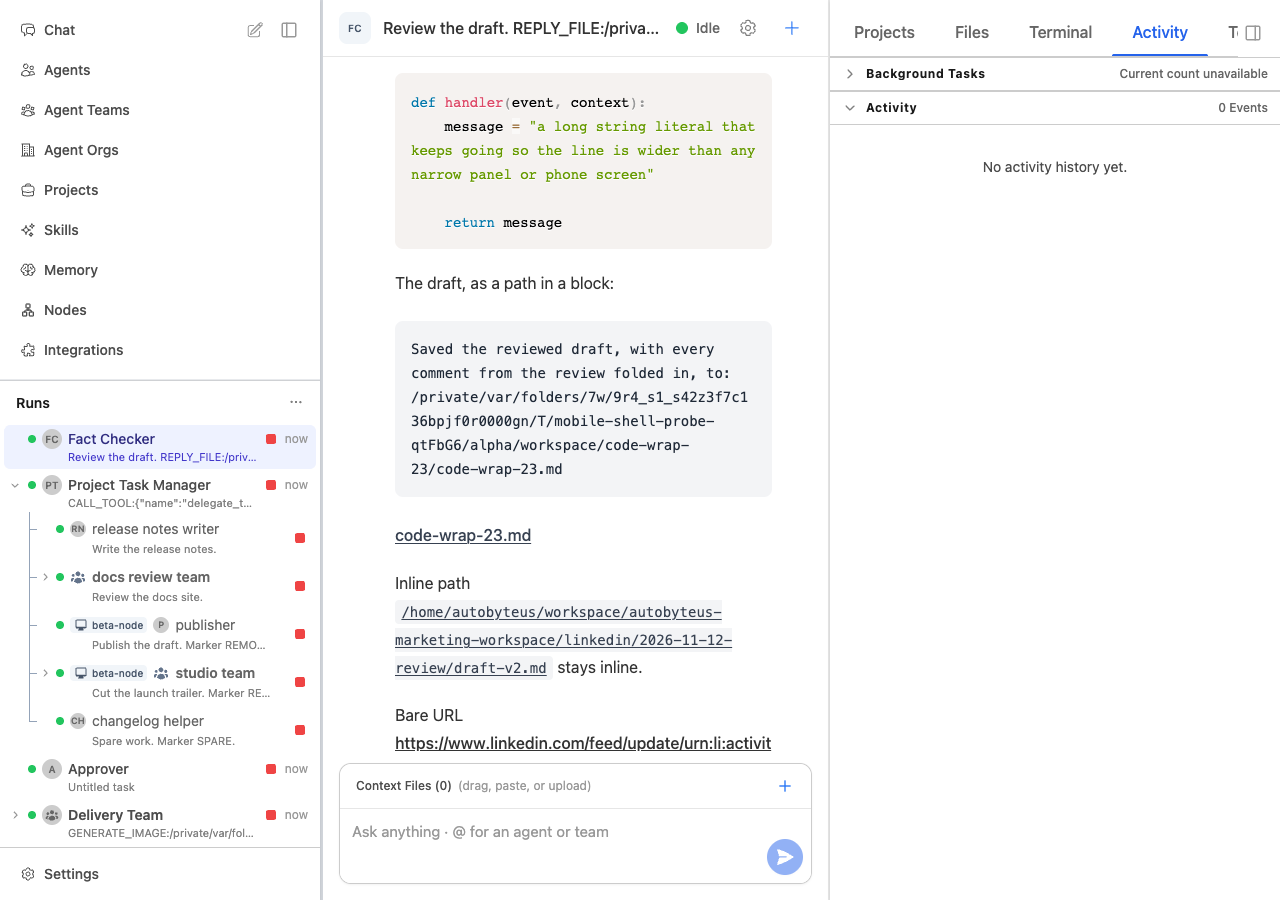 Chat
Agents
Agent Teams
Agent Orgs
Projects
Skills
Memory
Nodes
Integrations
Runs
FC Fact Checker now
Review the draft. REPLY_FILE:/priv...
PT Project Task Manager now
CALL_TOOL:{"name":"delegate_t...
RN release notes writer
Write the release notes.
docs review team
Review the docs site.
beta-node P publisher
Publish the draft. Marker REMO...
beta-node studio team
Cut the launch trailer. Marker RE...
CH changelog helper
Spare work. Marker SPARE.
A Approver now
Untitled task
Delivery Team now
GENERATE_IMAGE:/private/var/fol...
Settings
FC Review the draft. REPLY_FILE:/priva... Idle
def handler(event, context):
    message = "a long string literal that
keeps going so the line is wider than any
narrow panel or phone screen"
    return message
The draft, as a path in a block:
Saved the reviewed draft, with every
comment from the review folded in, to:
/private/var/folders/7w/9r4_s1_s42z3f7c1
36bpjf0r0000gn/T/mobile-shell-probe-
qtFbG6/alpha/workspace/code-wrap-
23/code-wrap-23.md
code-wrap-23.md
Inline path
/home/autobyteus/workspace/autobyteus-
marketing-workspace/linkedin/2026-11-12-
review/draft-v2.md stays inline.
Bare URL
https://www.linkedin.com/feed/update/urn:li:activit
Context Files (0) (drag, paste, or upload)
Ask anything · @ for an agent or team
Projects Files Terminal Activity
Background Tasks Current count unavailable
Activity 0 Events
No activity history yet.